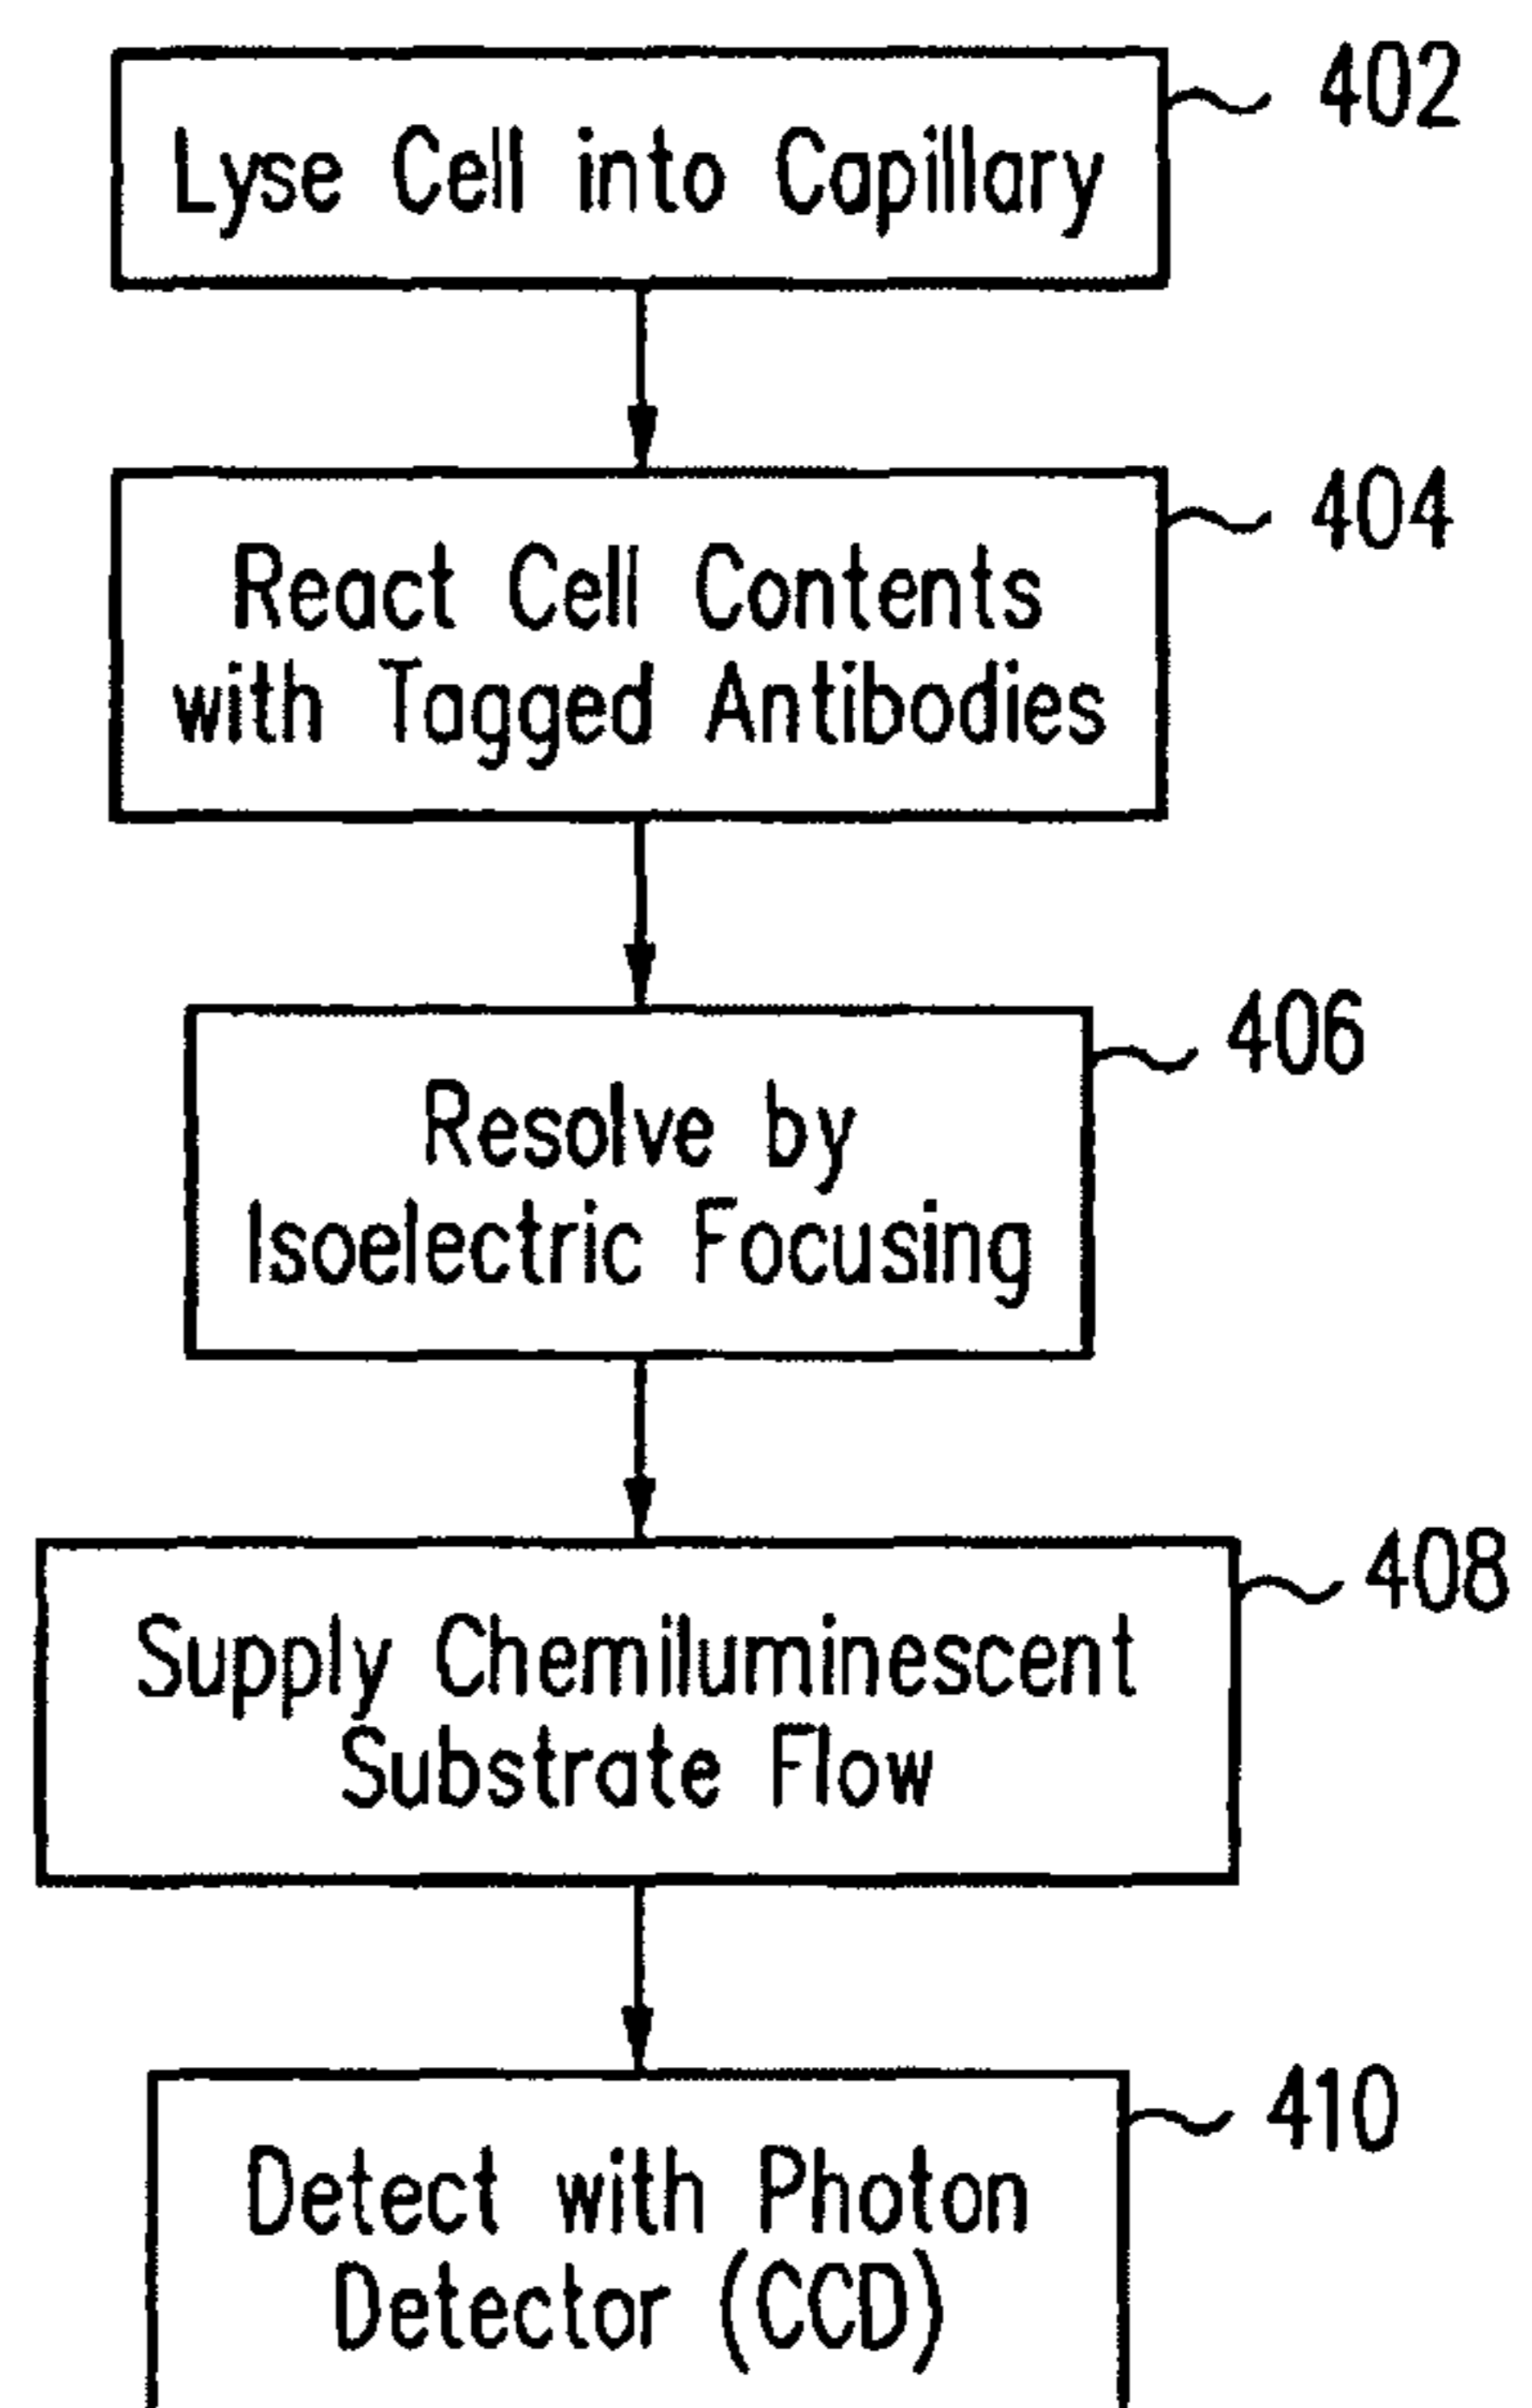 402
Lyse Cell into Capillary
404
React Cell Contents
with Tagged Antibodies
406
Resolve by
Isoelectric Focusing
408
Supply Chemiluminescent
Substrate Flow
410
Detect with Photon
Detector (CCD)